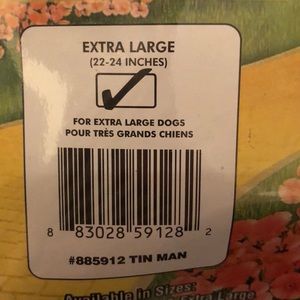 EXTRA LARGE
(22-24 INCHES)
FOR EXTRA LARGE DOGS
POUR TRÈS GRANDS CHIENS
8 83028 59128 2
#885912 TIN MAN
Available in Sizes:
Large